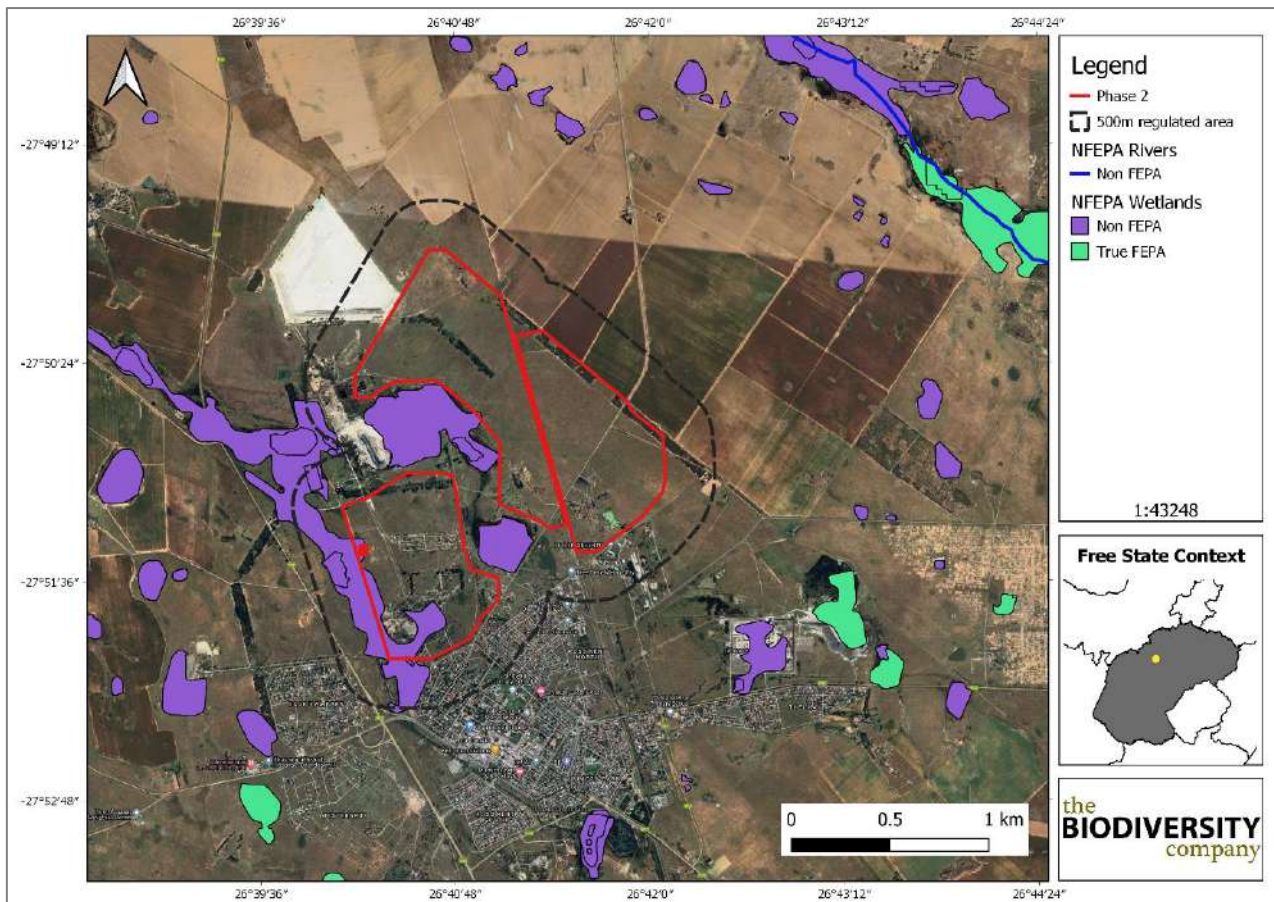 26°39'36"
26°40'48"
26°42'0"
26°43'12"
26°44'24"
-27°49'12"
-27°50'24"
-27°51'36"
-27°52'48"
0
0.5
1 km
26°39'36"
26°40'48"
26°42'0"
26°43'12"
26°44'24"
Legend
Phase 2
500m regulated area
NFEPA Rivers
Non FEPA
NFEPA Wetlands
Non FEPA
True FEPA
1:43248
Free State Context
the
BIODIVERSITY
company